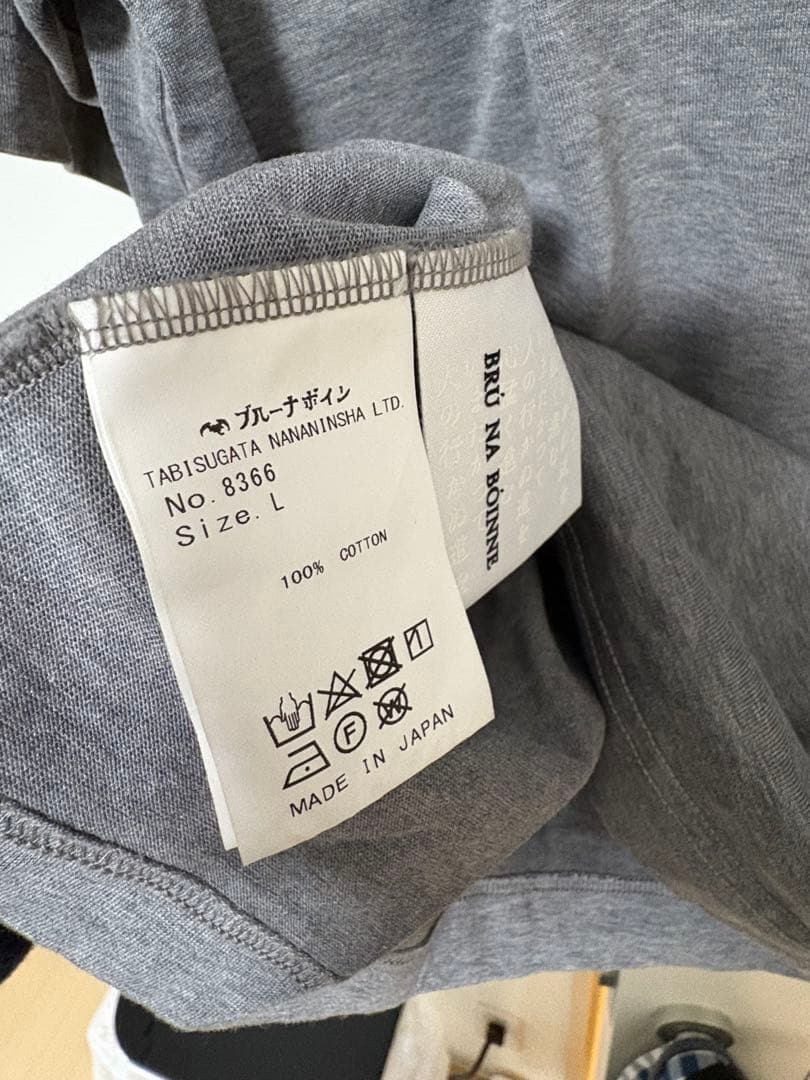 ブルーナボイン
TABISUGATA NANANINSHA LTD.
No. 8366
Size. L
100% COTTON
F
W
MADE IN JAPAN
BRÚ NA BÓINNE